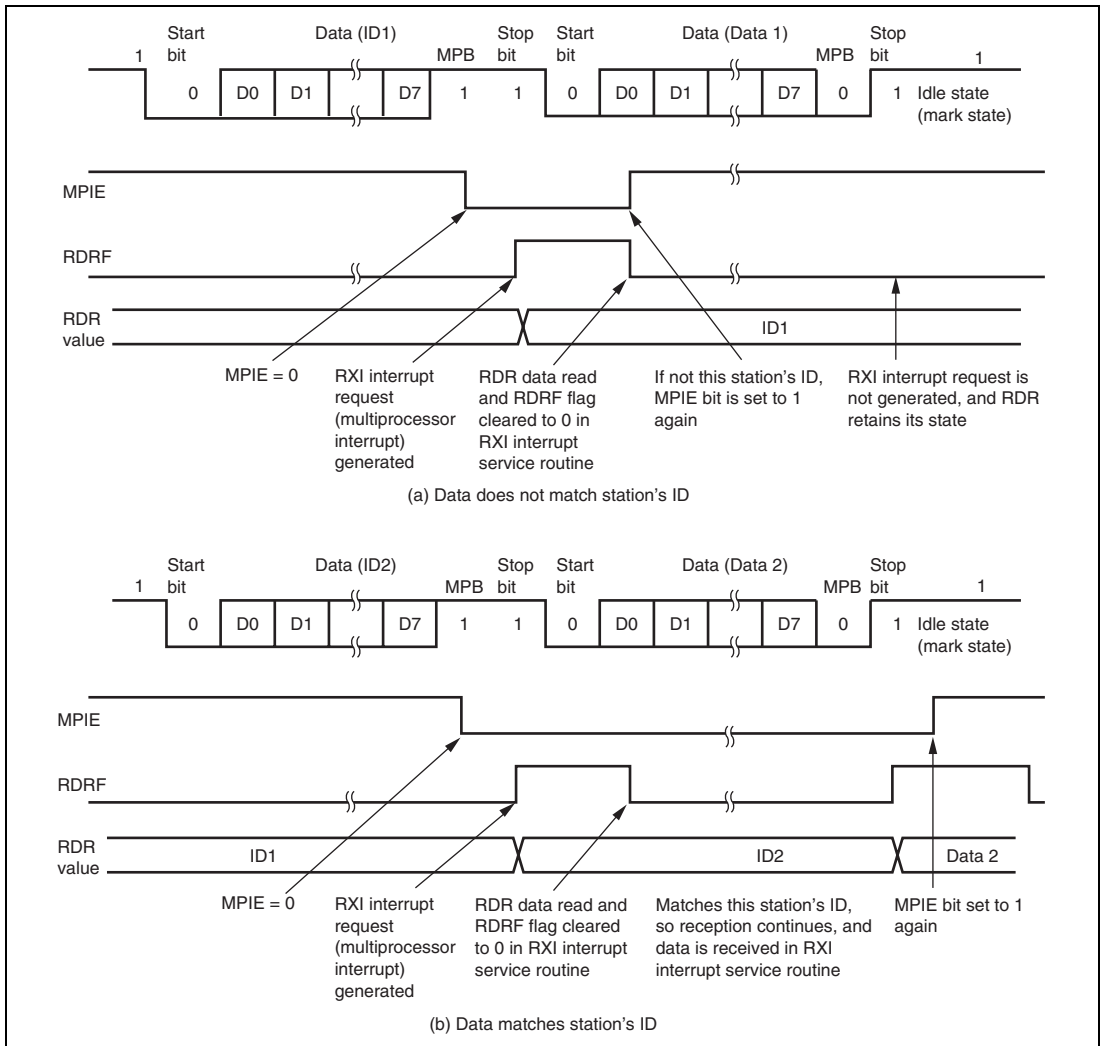 Start bit Data (ID1) Stop bit Start bit Data (Data 1) Stop bit
1 MPB MPB 1
0 D0 D1 D7 1 1 0 D0 D1 D7 0 1 Idle state (mark state)
MPIE
RDRF
RDR value
ID1
MPIE = 0
RXI interrupt request (multiprocessor interrupt) generated
RDR data read and RDRF flag cleared to 0 in RXI interrupt service routine
If not this station's ID, MPIE bit is set to 1 again
RXI interrupt request is not generated, and RDR retains its state
(a) Data does not match station's ID
Start bit Data (ID2) Stop bit Start bit Data (Data 2) Stop bit
1 MPB MPB 1
0 D0 D1 D7 1 1 0 D0 D1 D7 0 1 Idle state (mark state)
MPIE
RDRF
RDR value
ID1 ID2 Data 2
MPIE = 0
RXI interrupt request (multiprocessor interrupt) generated
RDR data read and RDRF flag cleared to 0 in RXI interrupt service routine
Matches this station's ID, so reception continues, and data is received in RXI interrupt service routine
MPIE bit set to 1 again
(b) Data matches station's ID